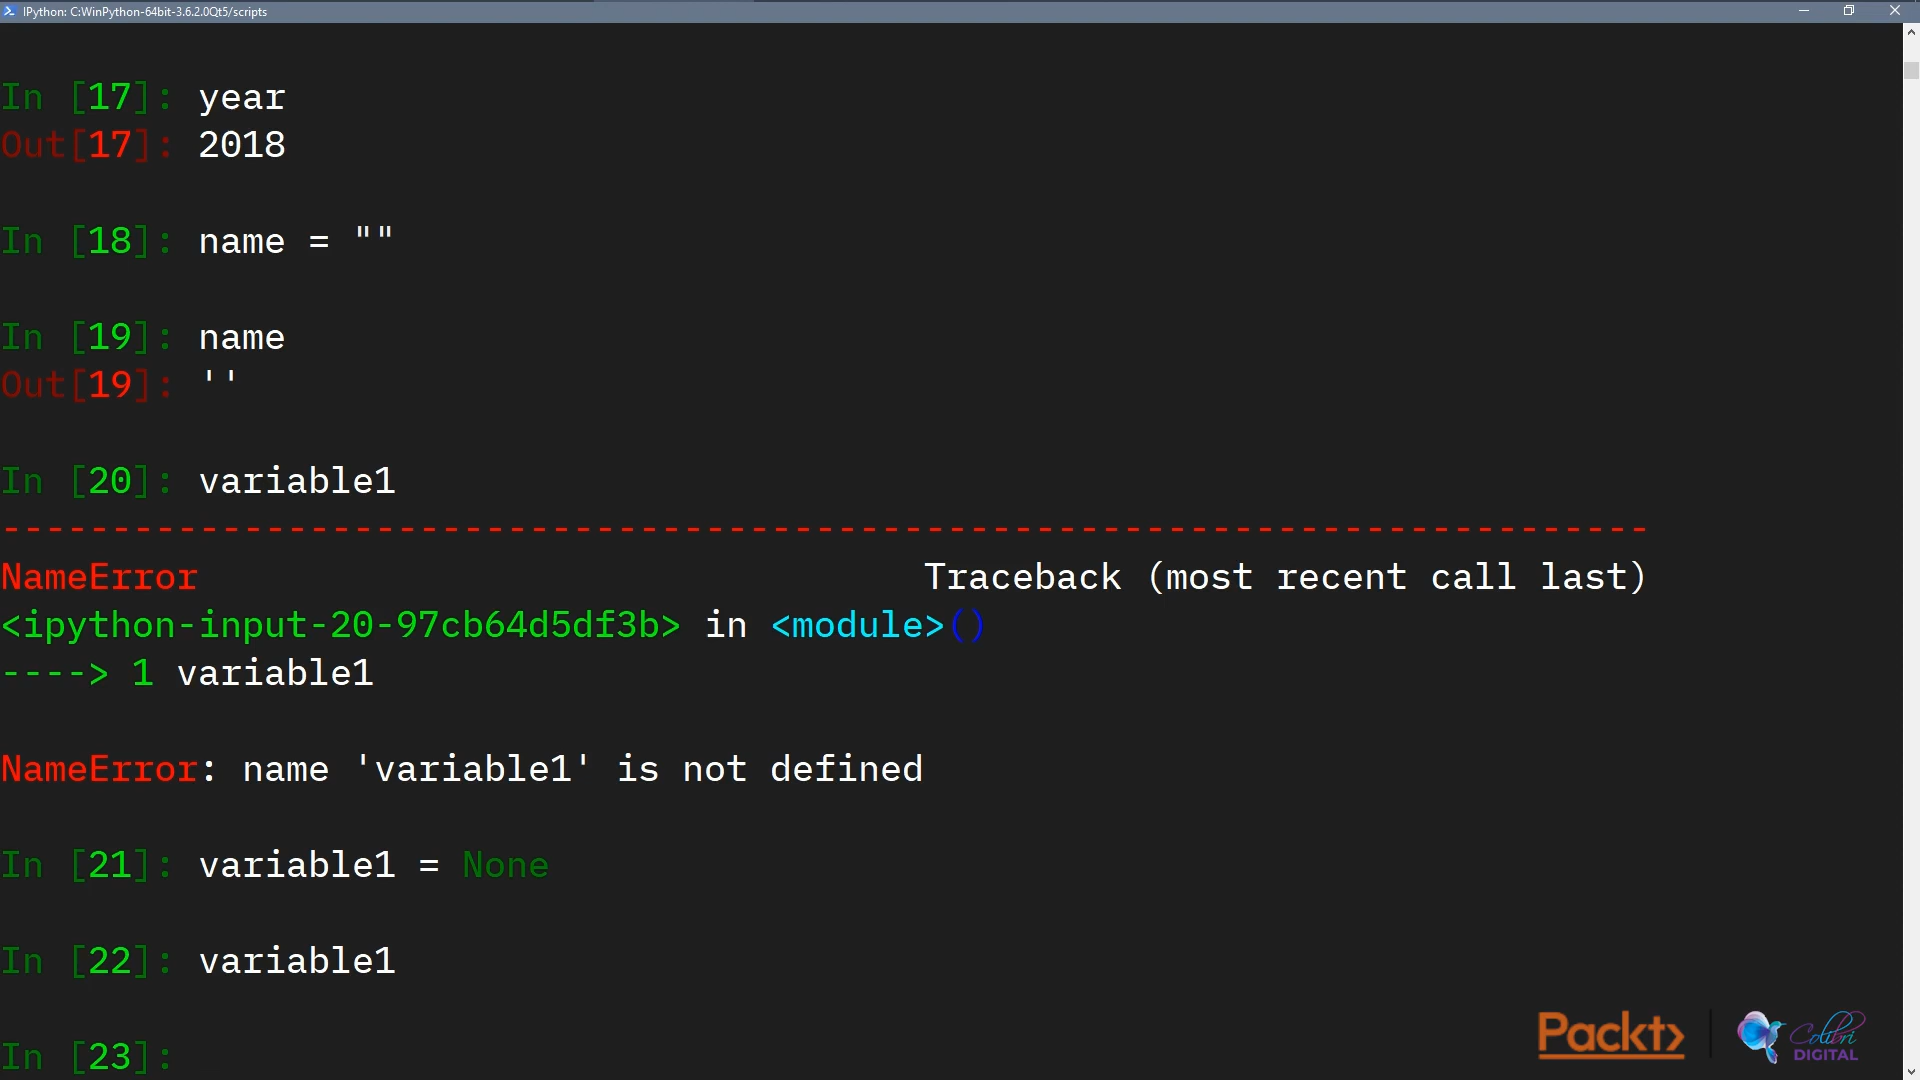 IPython: C:WinPython-64bit-3.6.2.0Qt5/scripts
In [17]: year
Out[17]: 2018
In [18]: name = ""
In [19]: name
Out[19]: ''
In [20]: variable1
---------------------------------------------------------------------------
NameError                                 Traceback (most recent call last)
<ipython-input-20-97cb64d5df3b> in <module>()
----> 1 variable1
NameError: name 'variable1' is not defined
In [21]: variable1 = None
In [22]: variable1
In [23]:
Packt>
Colibri
DIGITAL